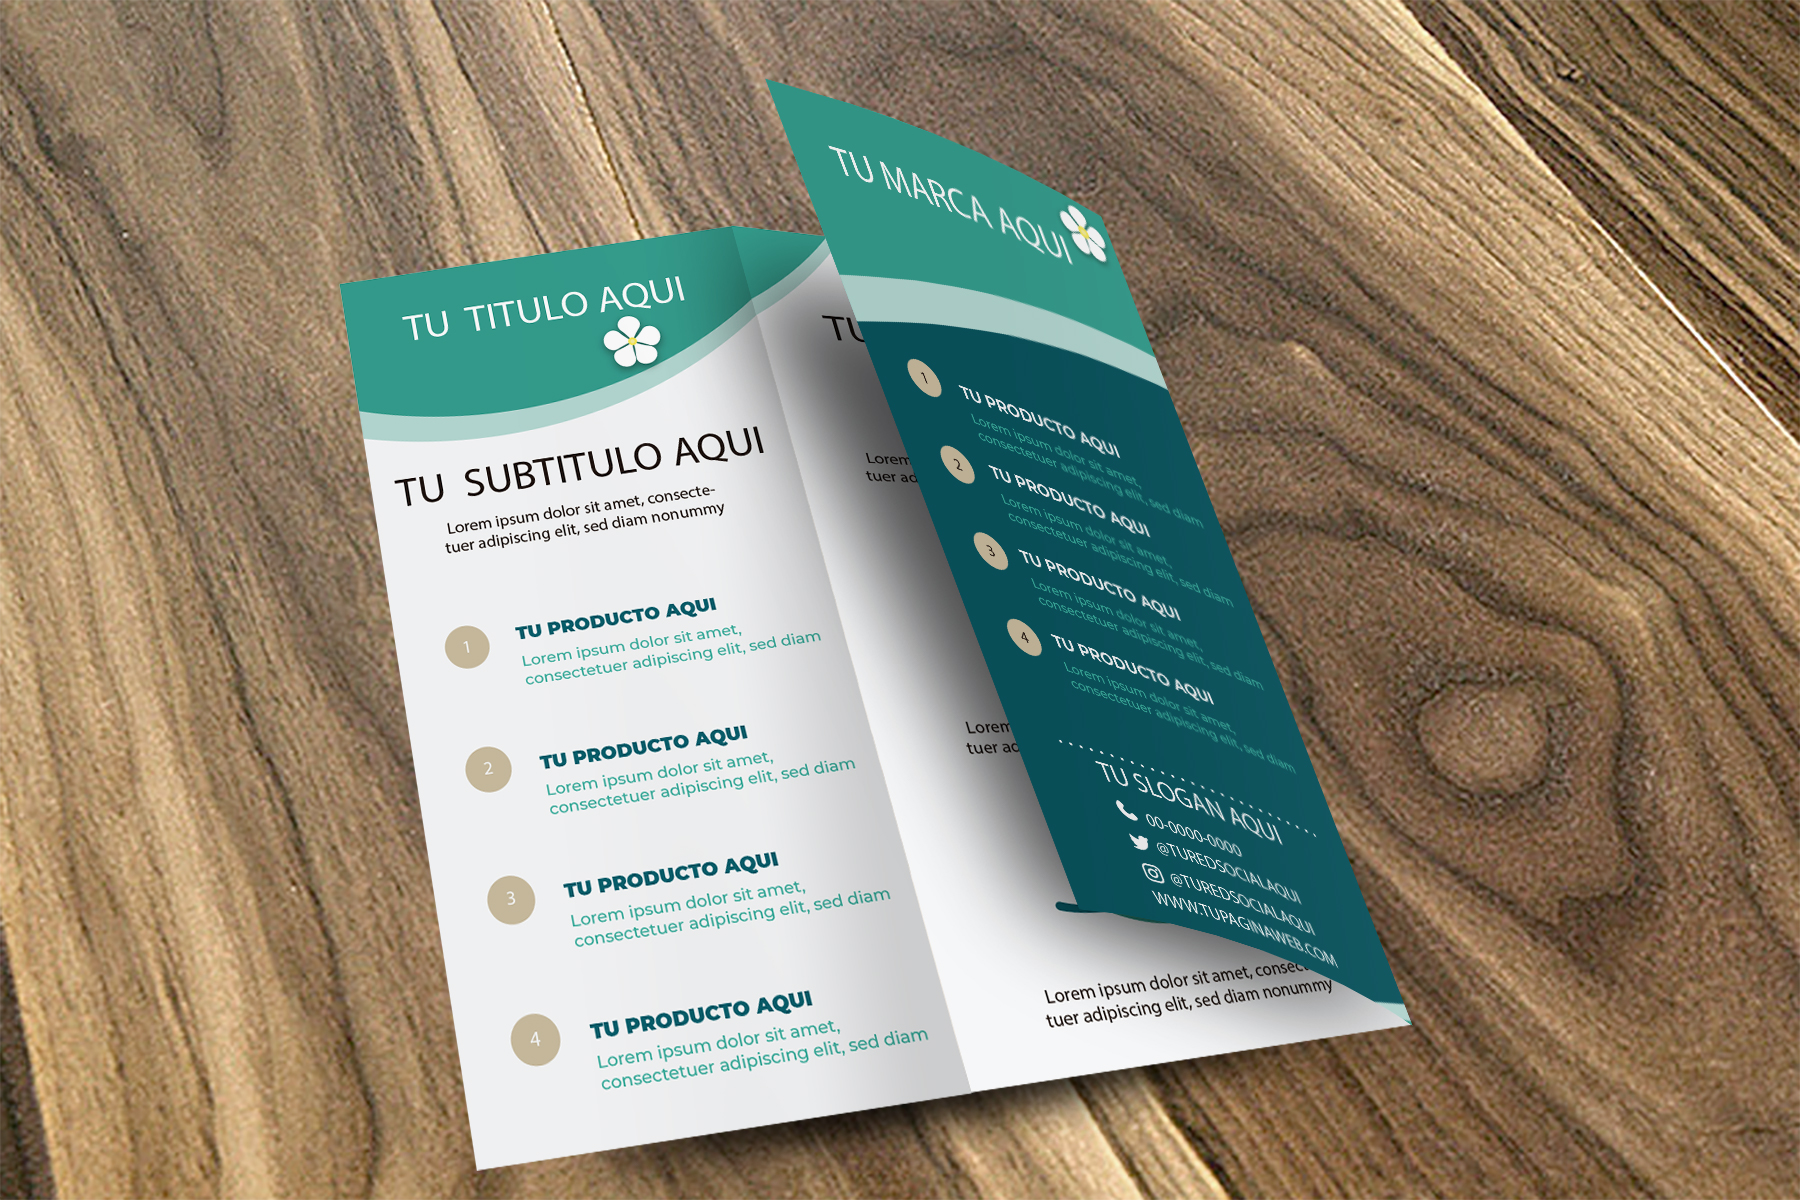 TU TITULO AQUI
TU SUBTITULO AQUI
Lorem ipsum dolor sit amet, consecte-
tuer adipiscing elit, sed diam nonummy
1
TU PRODUCTO AQUI
Lorem ipsum dolor sit amet,
consectetuer adipiscing elit, sed diam
2
TU PRODUCTO AQUI
Lorem ipsum dolor sit amet,
consectetuer adipiscing elit, sed diam
3
TU PRODUCTO AQUI
Lorem ipsum dolor sit amet,
consectetuer adipiscing elit, sed diam
4
TU PRODUCTO AQUI
Lorem ipsum dolor sit amet,
consectetuer adipiscing elit, sed diam
TU
Lorem
tuer ad
Lorem
tuer ad
Lorem ipsum dolor sit amet, consec
tuer adipiscing elit, sed diam nonummy
TU MARCA AQUI
1
TU PRODUCTO AQUI
Lorem ipsum dolor sit amet,
consectetuer adipiscing elit, sed diam
2
TU PRODUCTO AQUI
Lorem ipsum dolor sit amet,
consectetuer adipiscing elit, sed diam
3
TU PRODUCTO AQUI
Lorem ipsum dolor sit amet,
consectetuer adipiscing elit, sed diam
4
TU PRODUCTO AQUI
Lorem ipsum dolor sit amet,
consectetuer adipiscing elit, sed diam
TU SLOGAN AQUI
00-0000-0000
@TUREDSOCIALAQUI
@TUREDSOCIALAQUI
WWW.TUPAGINAWEB.COM